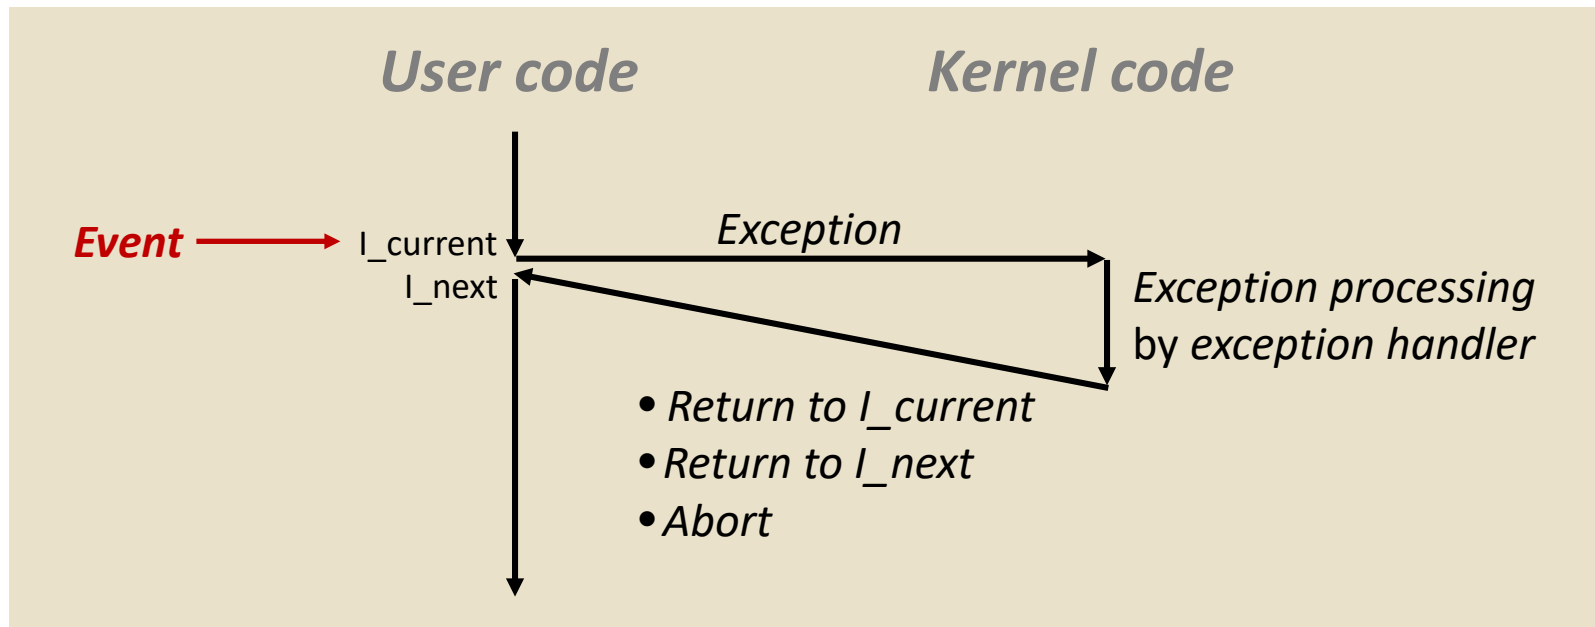 User code
Kernel code
Event
I_current
Exception
I_next
Exception processing
by exception handler
• Return to I_current
• Return to I_next
• Abort